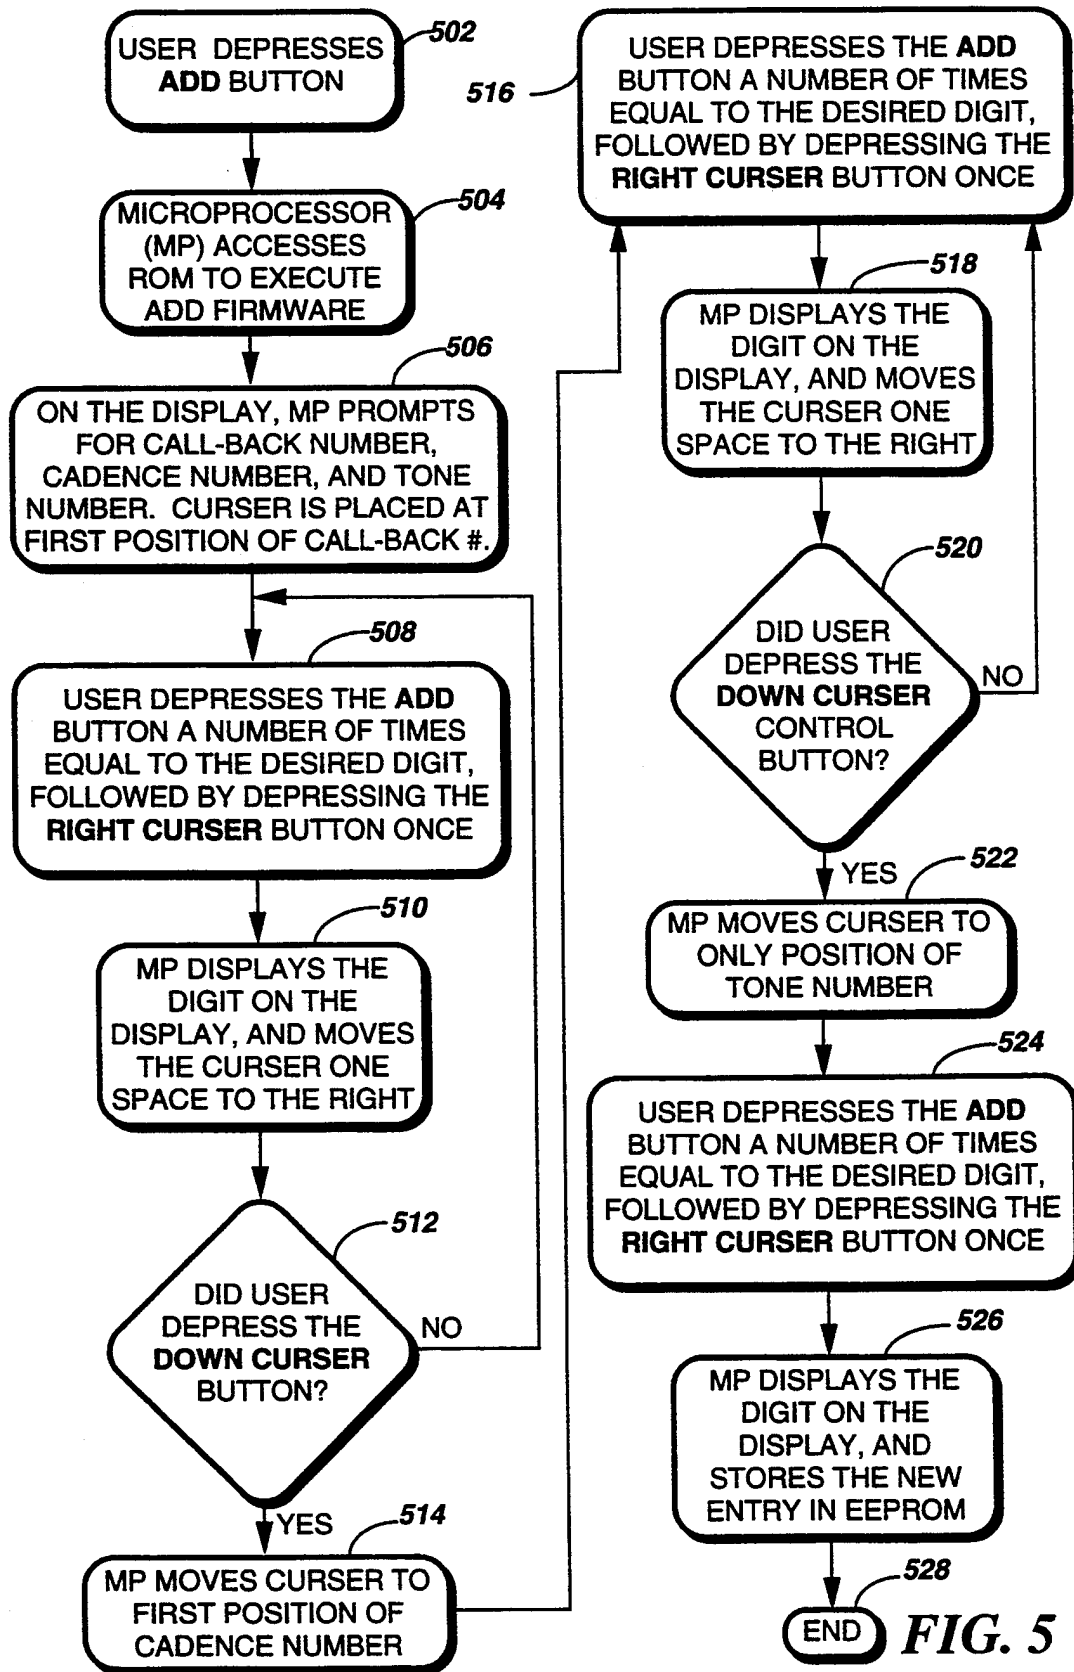 502
USER DEPRESSES
ADD BUTTON
504
MICROPROCESSOR
(MP) ACCESSES
ROM TO EXECUTE
ADD FIRMWARE
506
ON THE DISPLAY, MP PROMPTS
FOR CALL-BACK NUMBER,
CADENCE NUMBER, AND TONE
NUMBER. CURSER IS PLACED AT
FIRST POSITION OF CALL-BACK #.
508
USER DEPRESSES THE ADD
BUTTON A NUMBER OF TIMES
EQUAL TO THE DESIRED DIGIT,
FOLLOWED BY DEPRESSING THE
RIGHT CURSER BUTTON ONCE
510
MP DISPLAYS THE
DIGIT ON THE
DISPLAY, AND MOVES
THE CURSER ONE
SPACE TO THE RIGHT
512
DID USER
DEPRESS THE
DOWN CURSER
BUTTON?
NO
YES
514
MP MOVES CURSER TO
FIRST POSITION OF
CADENCE NUMBER
516
USER DEPRESSES THE ADD
BUTTON A NUMBER OF TIMES
EQUAL TO THE DESIRED DIGIT,
FOLLOWED BY DEPRESSING THE
RIGHT CURSER BUTTON ONCE
518
MP DISPLAYS THE
DIGIT ON THE
DISPLAY, AND MOVES
THE CURSER ONE
SPACE TO THE RIGHT
520
DID USER
DEPRESS THE
DOWN CURSER
CONTROL
BUTTON?
NO
YES
522
MP MOVES CURSER TO
ONLY POSITION OF
TONE NUMBER
524
USER DEPRESSES THE ADD
BUTTON A NUMBER OF TIMES
EQUAL TO THE DESIRED DIGIT,
FOLLOWED BY DEPRESSING THE
RIGHT CURSER BUTTON ONCE
526
MP DISPLAYS THE
DIGIT ON THE
DISPLAY, AND
STORES THE NEW
ENTRY IN EEPROM
528
END
FIG. 5